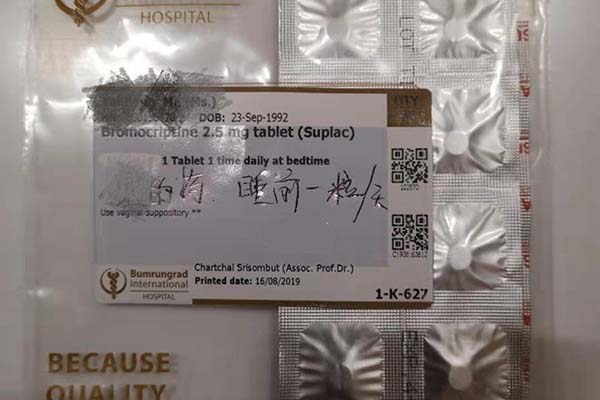 HOSPITAL
(Ms.)
DOB: 23-Sep-1992
QTY:
Bromocriptine 2.5 mg tablet (Suplac)
1 Tablet 1 time daily at bedtime
的药、睡前一粒/天
Use vaginal suppository **
Chartchai Srisombut (Assoc. Prof.Dr.)
Bumrungrad
International
HOSPITAL
Printed date: 16/08/2019
1-K-627
BECAUSE
QUALITY
LOT